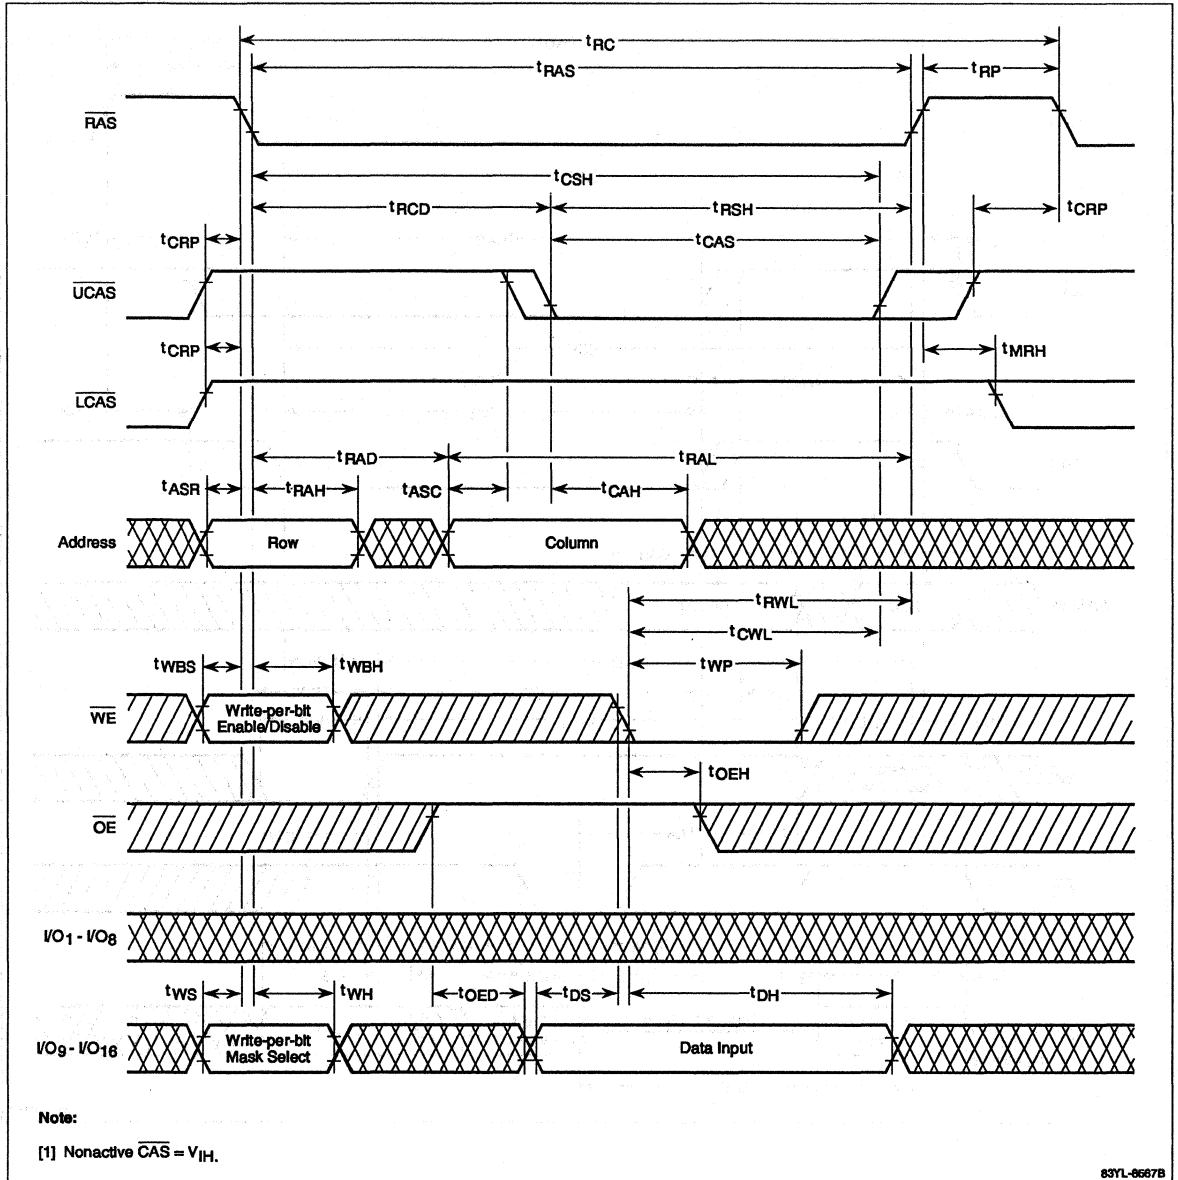 tRC
tRAS
tRP
RAS
tCSH
tRCD
tRSH
tCRP
tCRP
tCAS
UCAS
tCRP
tMRH
LCAS
tRAD
tRAL
tASR
tRAH
tASC
tCAH
Address
Row
Column
tRWL
tCWL
tWBS
tWBH
tWP
WE
Write-per-bit
Enable/Disable
tOEH
OE
I/O1 - I/O8
tWS
tWH
tOED
tDS
tDH
I/O9 - I/O16
Write-per-bit
Mask Select
Data Input
Note:
[1] Nonactive CAS = VIH.
83YL-8567B